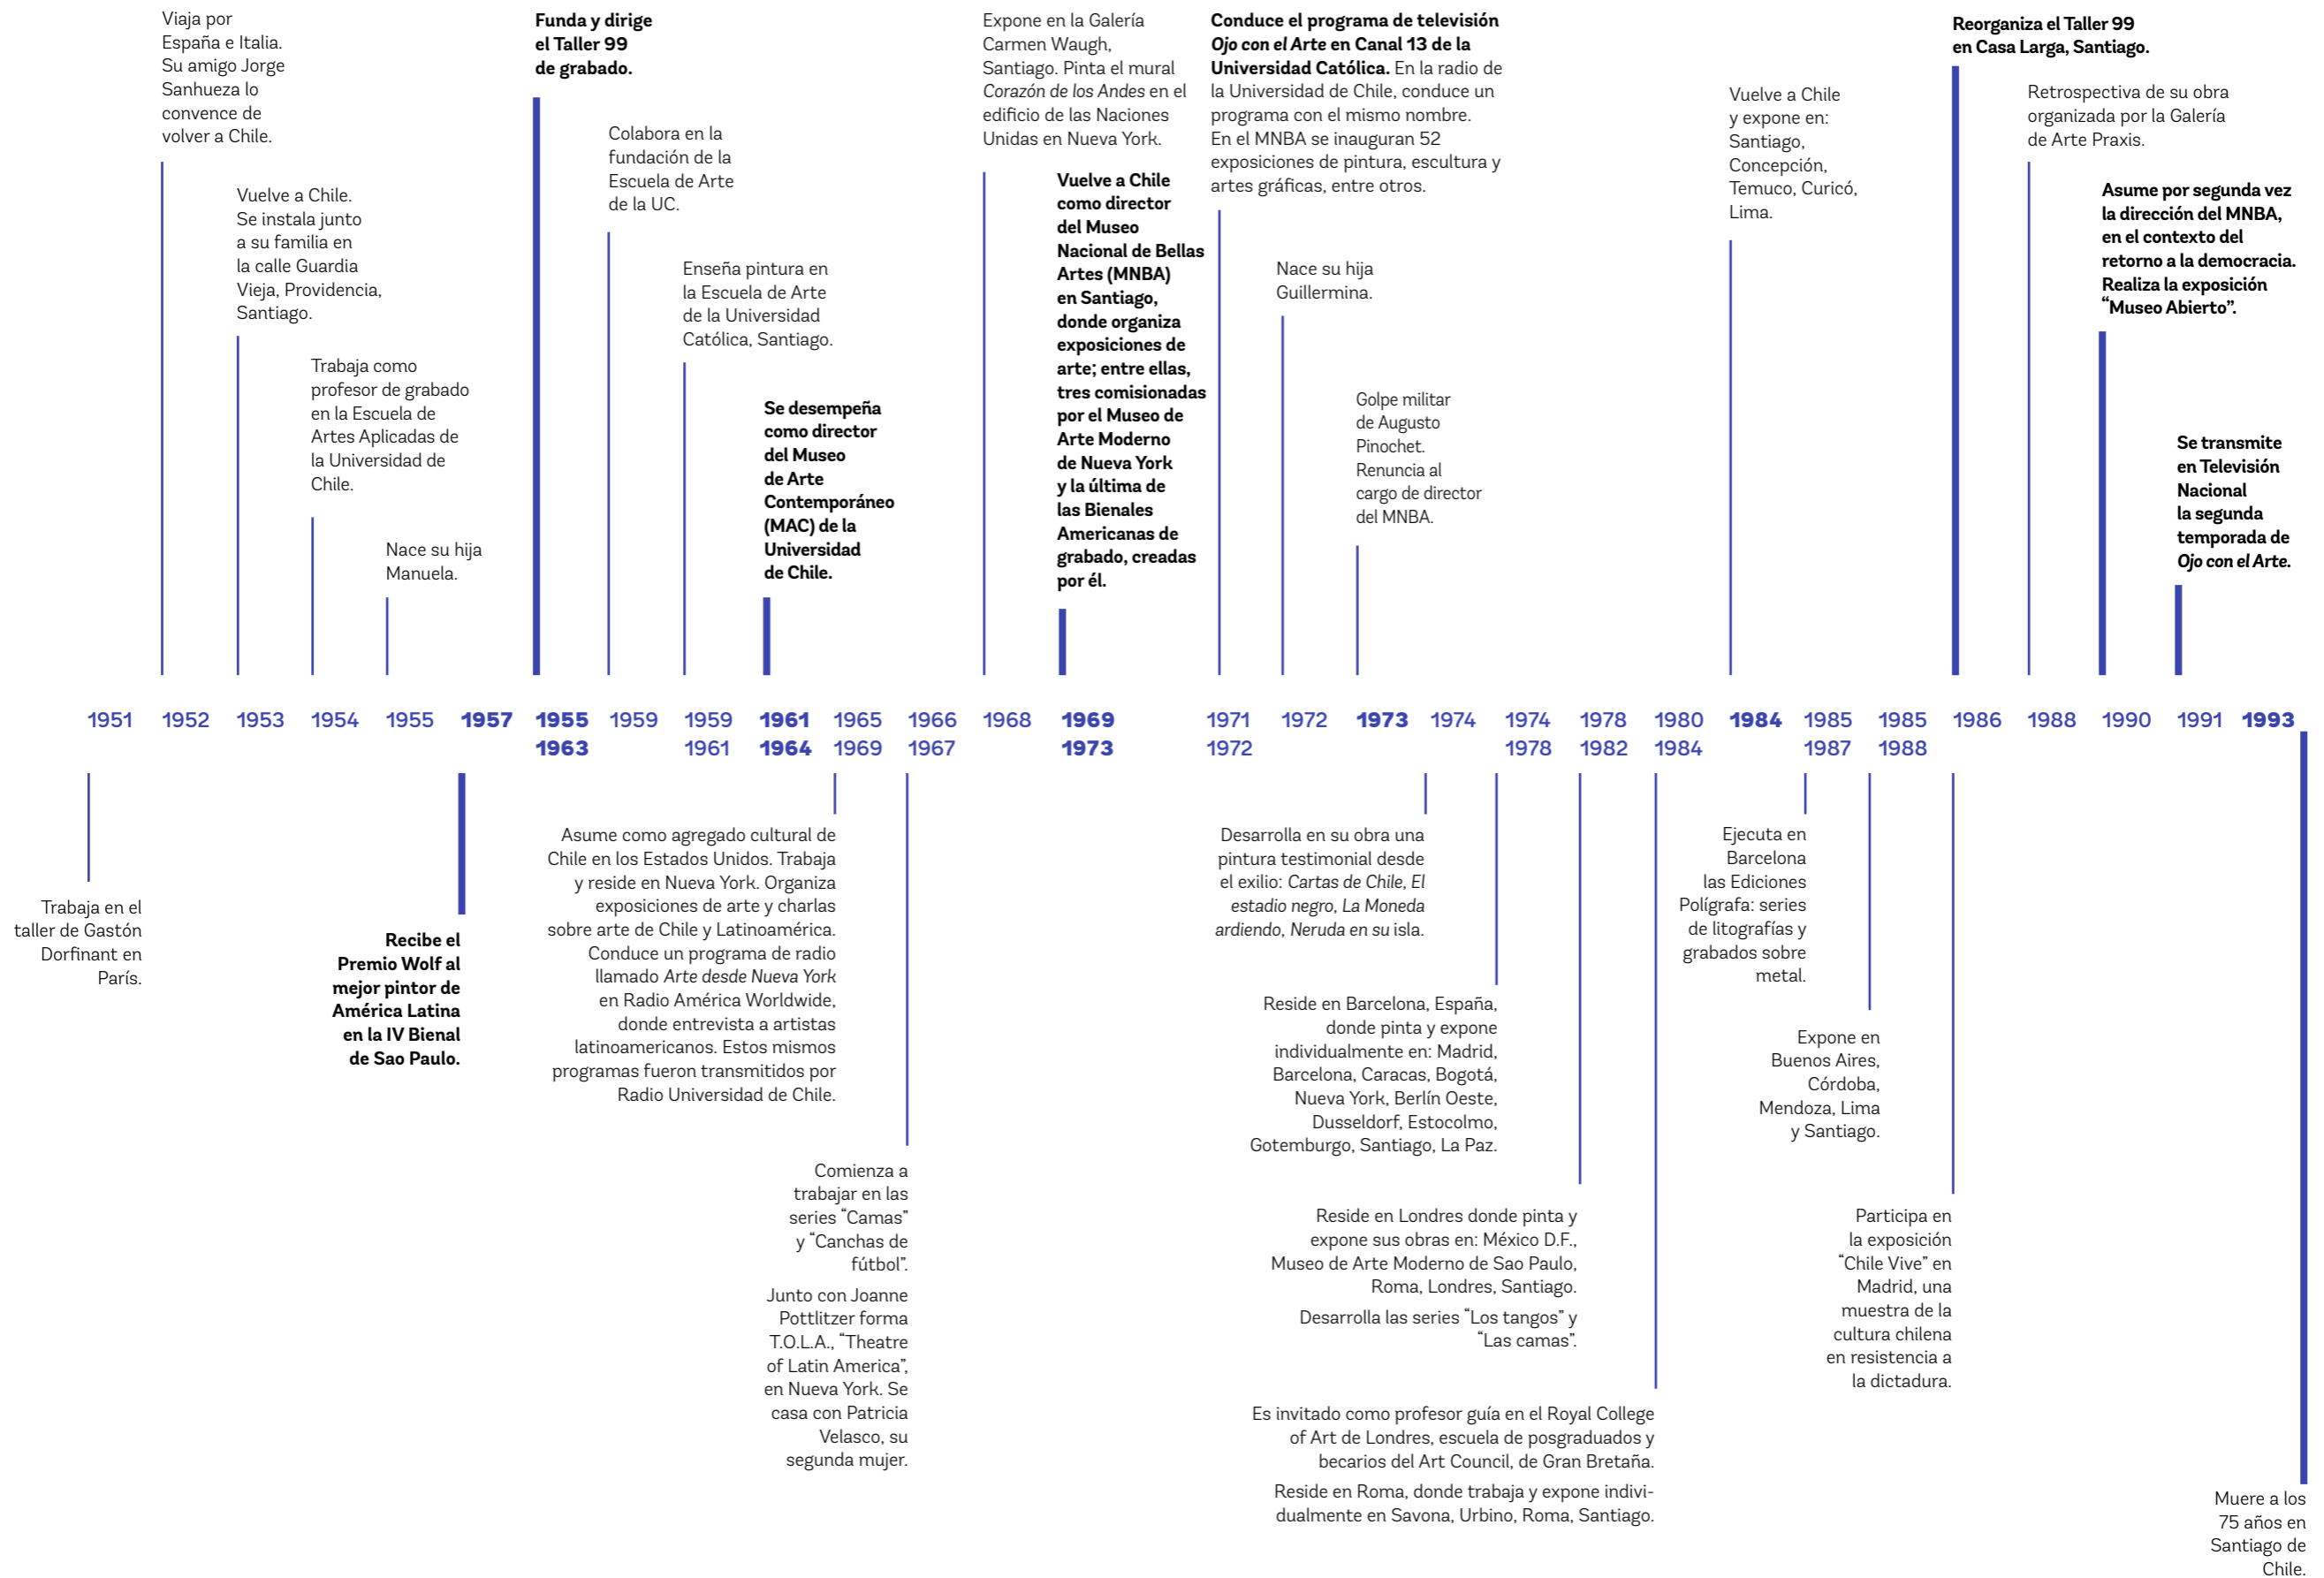 Viaja por
España e Italia.
Su amigo Jorge
Sanhueza lo
convence de
volver a Chile.
Vuelve a Chile.
Se instala junto
a su familia en
la calle Guardia
Vieja, Providencia,
Santiago.
Trabaja como
profesor de grabado
en la Escuela de
Artes Aplicadas de
la Universidad de
Chile.
Nace su hija
Manuela.
Funda y dirige
el Taller 99
de grabado.
Colabora en la
fundación de la
Escuela de Arte
de la UC.
Enseña pintura en
la Escuela de Arte
de la Universidad
Católica, Santiago.
Se desempeña
como director
del Museo
de Arte
Contemporáneo
(MAC) de la
Universidad
de Chile.
Expone en la Galería
Carmen Waugh,
Santiago. Pinta el mural
Corazón de los Andes en el
edificio de las Naciones
Unidas en Nueva York.
Vuelve a Chile
como director
del Museo
Nacional de Bellas
Artes (MNBA)
en Santiago,
donde organiza
exposiciones de
arte; entre ellas,
tres comisionadas
por el Museo de
Arte Moderno
de Nueva York
y la última de
las Bienales
Americanas de
grabado, creadas
por él.
Conduce el programa de televisión
Ojo con el Arte en Canal 13 de la
Universidad Católica. En la radio de
la Universidad de Chile, conduce un
programa con el mismo nombre.
En el MNBA se inauguran 52
exposiciones de pintura, escultura y
artes gráficas, entre otros.
Nace su hija
Guillermina.
Golpe militar
de Augusto
Pinochet.
Renuncia al
cargo de director
del MNBA.
Vuelve a Chile
y expone en:
Santiago,
Concepción,
Temuco, Curicó,
Lima.
Reorganiza el Taller 99
en Casa Larga, Santiago.
Retrospectiva de su obra
organizada por la Galería
de Arte Praxis.
Asume por segunda vez
la dirección del MNBA,
en el contexto del
retorno a la democracia.
Realiza la exposición
“Museo Abierto”.
Se transmite
en Televisión
Nacional
la segunda
temporada de
Ojo con el Arte.
1951 1952 1953 1954 1955 1957 1955 1959 1959 1961 1965 1966 1968 1969 1971 1972 1973 1974 1974 1978 1980 1984 1985 1985 1986 1988 1990 1991 1993
1963 1961 1964 1969 1967 1973 1972 1978 1982 1984 1987 1988
Trabaja en el
taller de Gastón
Dorfinant en
París.
Recibe el
Premio Wolf al
mejor pintor de
América Latina
en la IV Bienal
de Sao Paulo.
Asume como agregado cultural de
Chile en los Estados Unidos. Trabaja
y reside en Nueva York. Organiza
exposiciones de arte y charlas
sobre arte de Chile y Latinoamérica.
Conduce un programa de radio
llamado Arte desde Nueva York
en Radio América Worldwide,
donde entrevista a artistas
latinoamericanos. Estos mismos
programas fueron transmitidos por
Radio Universidad de Chile.
Comienza a
trabajar en las
series “Camas”
y “Canchas de
fútbol”.
Junto con Joanne
Pottlitzer forma
T.O.L.A., “Theatre
of Latin America”,
en Nueva York. Se
casa con Patricia
Velasco, su
segunda mujer.
Desarrolla en su obra una
pintura testimonial desde
el exilio: Cartas de Chile, El
estadio negro, La Moneda
ardiendo, Neruda en su isla.
Reside en Barcelona, España,
donde pinta y expone
individualmente en: Madrid,
Barcelona, Caracas, Bogotá,
Nueva York, Berlín Oeste,
Dusseldorf, Estocolmo,
Gotemburgo, Santiago, La Paz.
Reside en Londres donde pinta y
expone sus obras en: México D.F.,
Museo de Arte Moderno de Sao Paulo,
Roma, Londres, Santiago.
Desarrolla las series “Los tangos” y
“Las camas”.
Es invitado como profesor guía en el Royal College
of Art de Londres, escuela de posgraduados y
becarios del Art Council, de Gran Bretaña.
Reside en Roma, donde trabaja y expone indivi-
dualmente en Savona, Urbino, Roma, Santiago.
Ejecuta en
Barcelona
las Ediciones
Polígrafa: series
de litografías y
grabados sobre
metal.
Expone en
Buenos Aires,
Córdoba,
Mendoza, Lima
y Santiago.
Participa en
la exposición
“Chile Vive” en
Madrid, una
muestra de la
cultura chilena
en resistencia a
la dictadura.
Muere a los
75 años en
Santiago de
Chile.